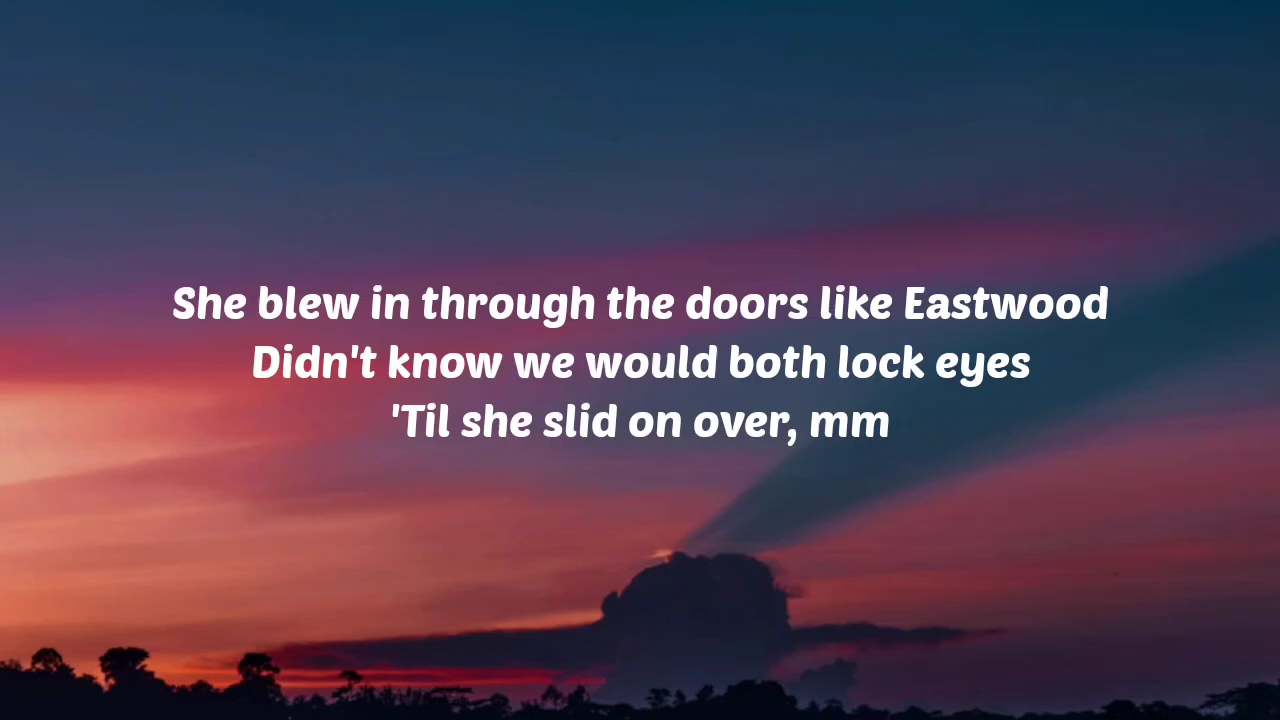 She blew in through the doors like Eastwood
Didn't know we would both lock eyes
'Til she slid on over, mm